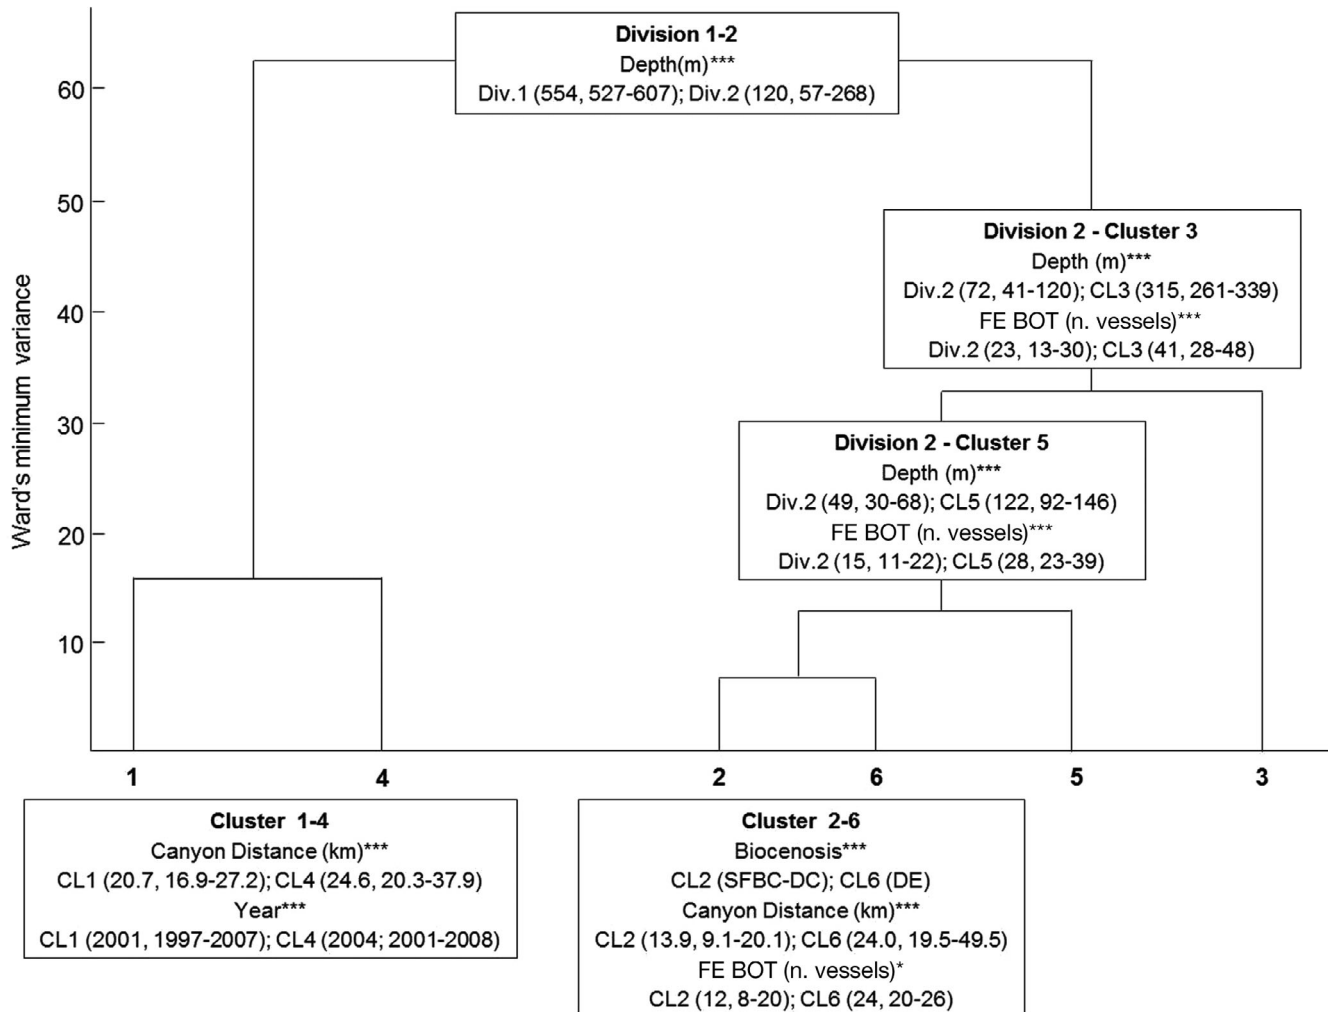 Division 1-2
Depth(m)***
Div.1 (554, 527-607); Div.2 (120, 57-268)
60
50
Division 2 - Cluster 3
Depth (m)***
Div.2 (72, 41-120); CL3 (315, 261-339)
FE BOT (n. vessels)***
Div.2 (23, 13-30); CL3 (41, 28-48)
40
Ward's minimum variance
30
Division 2 - Cluster 5
Depth (m)***
Div.2 (49, 30-68); CL5 (122, 92-146)
FE BOT (n. vessels)***
Div.2 (15, 11-22); CL5 (28, 23-39)
20
10
1 4 2 6 5 3
Cluster 1-4
Canyon Distance (km)***
CL1 (20.7, 16.9-27.2); CL4 (24.6, 20.3-37.9)
Year***
CL1 (2001, 1997-2007); CL4 (2004; 2001-2008)
Cluster 2-6
Biocenosis***
CL2 (SFBC-DC); CL6 (DE)
Canyon Distance (km)***
CL2 (13.9, 9.1-20.1); CL6 (24.0, 19.5-49.5)
FE BOT (n. vessels)*
CL2 (12, 8-20); CL6 (24, 20-26)